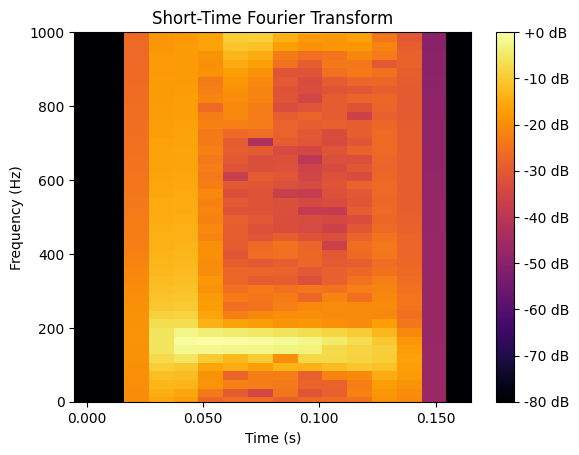 Short-Time Fourier Transform
1000
800
600
400
200
0
Frequency (Hz)
0.000
0.050
0.100
0.150
Time (s)
+0 dB
-10 dB
-20 dB
-30 dB
-40 dB
-50 dB
-60 dB
-70 dB
-80 dB